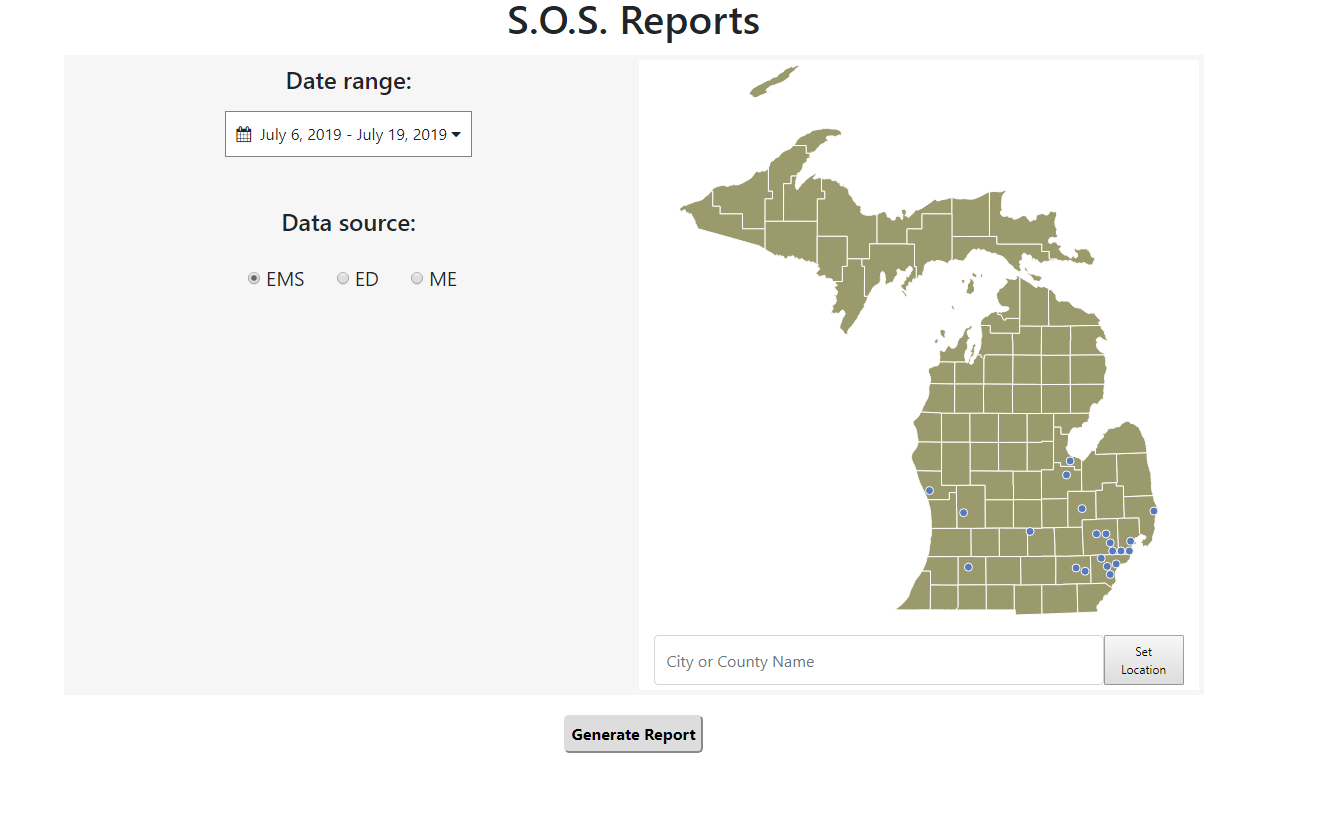 S.O.S. Reports
Date range:
July 6, 2019 - July 19, 2019
Data source:
EMS ED ME
City or County Name
Set
Location
Generate Report